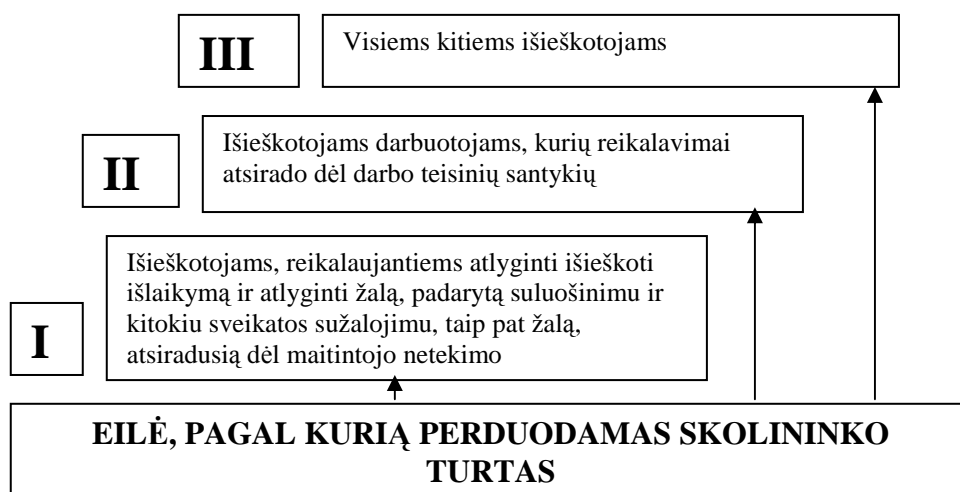 III
Visiems kitiems išieškotojams
II
Išieškotojams darbuotojams, kurių reikalavimai
atsirado dėl darbo teisinių santykių
I
Išieškotojams, reikalaujantiems atlyginti išieškoti
išlaikymą ir atlyginti žalą, padarytą suluošinimu ir
kitokiu sveikatos sužalojimu, taip pat žalą,
atsiradusią dėl maitintojo netekimo
EILĖ, PAGAL KURIĄ PERDUODAMAS SKOLININKO
TURTAS